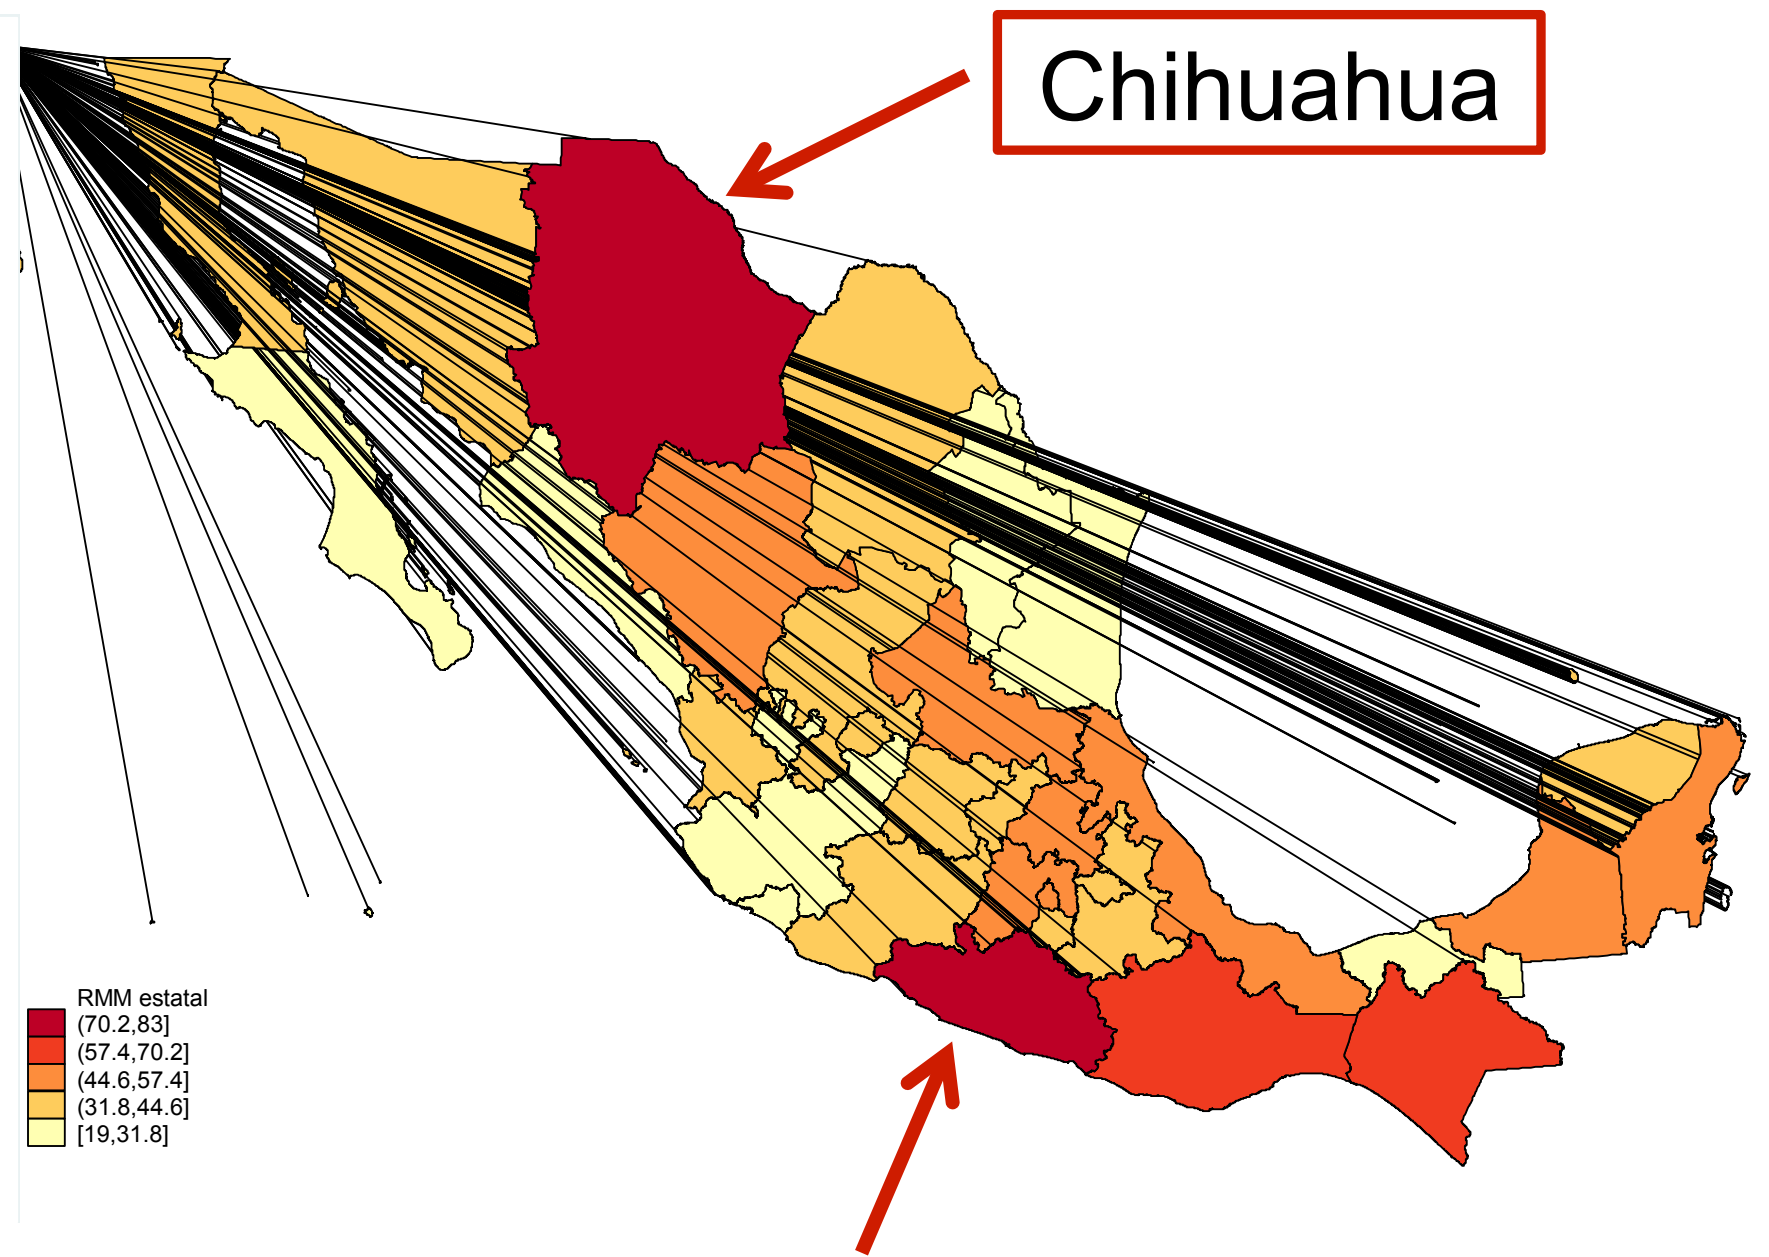 Chihuahua
RMM estatal
(70.2,83]
(57.4,70.2]
(44.6,57.4]
(31.8,44.6]
[19,31.8]